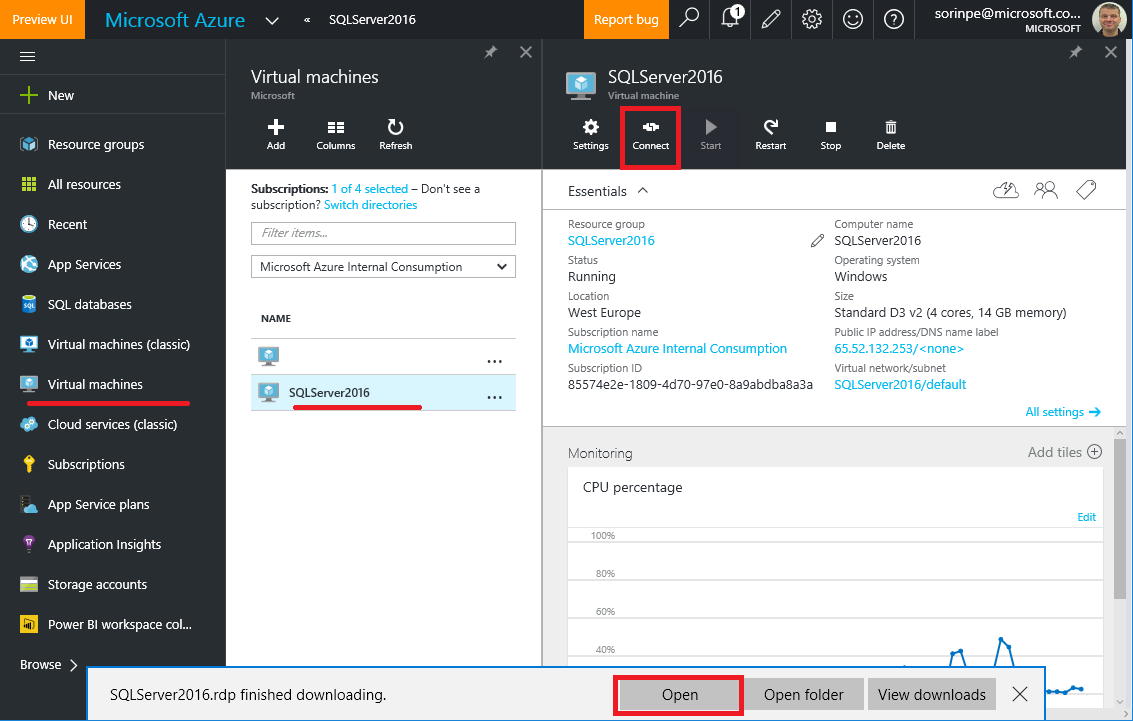 Preview UI
Microsoft Azure
«
SQLServer2016
Report bug
1
sorinpe@microsoft.co...
MICROSOFT
New
Resource groups
All resources
Recent
App Services
SQL databases
Virtual machines (classic)
Virtual machines
Cloud services (classic)
Subscriptions
App Service plans
Application Insights
Storage accounts
Power BI workspace col...
Browse
Virtual machines
Microsoft
Add
Columns
Refresh
Subscriptions: 1 of 4 selected – Don't see a
subscription? Switch directories
Filter items...
Microsoft Azure Internal Consumption
NAME
...
SQLServer2016
...
SQLServer2016
Virtual machine
Settings
Connect
Start
Restart
Stop
Delete
Essentials
Resource group
SQLServer2016
Status
Running
Location
West Europe
Subscription name
Microsoft Azure Internal Consumption
Subscription ID
85574e2e-1809-4d70-97e0-8a9abdba8a3a
Computer name
SQLServer2016
Operating system
Windows
Size
Standard D3 v2 (4 cores, 14 GB memory)
Public IP address/DNS name label
65.52.132.253/<none>
Virtual network/subnet
SQLServer2016/default
All settings
Monitoring
Add tiles
CPU percentage
Edit
100%
80%
60%
40%
SQLServer2016.rdp finished downloading.
Open
Open folder
View downloads